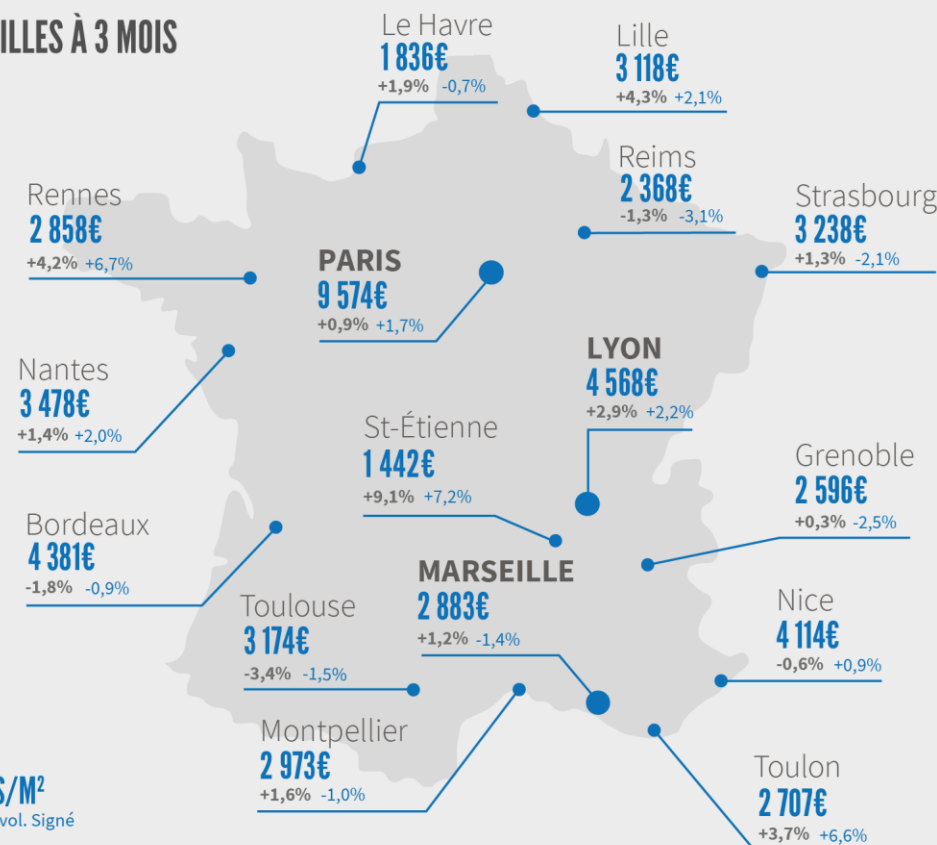 ILLES À 3 MOIS
Le Havre
1 836€
+1,9% -0,7%
Lille
3 118€
+4,3% +2,1%
Reims
2 368€
-1,3% -3,1%
Strasbourg
3 238€
+1,3% -2,1%
Rennes
2 858€
+4,2% +6,7%
PARIS
9 574€
+0,9% +1,7%
LYON
4 568€
+2,9% +2,2%
Nantes
3 478€
+1,4% +2,0%
St-Étienne
1 442€
+9,1% +7,2%
Grenoble
2 596€
+0,3% -2,5%
Bordeaux
4 381€
-1,8% -0,9%
MARSEILLE
2 883€
+1,2% -1,4%
Toulouse
3 174€
-3,4% -1,5%
Nice
4 114€
-0,6% +0,9%
Montpellier
2 973€
+1,6% -1,0%
Toulon
2 707€
+3,7% +6,6%
S/M²
vol. Signé